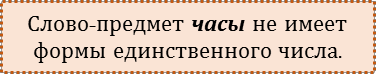 Слово-предмет часы не имеет
формы единственного числа.